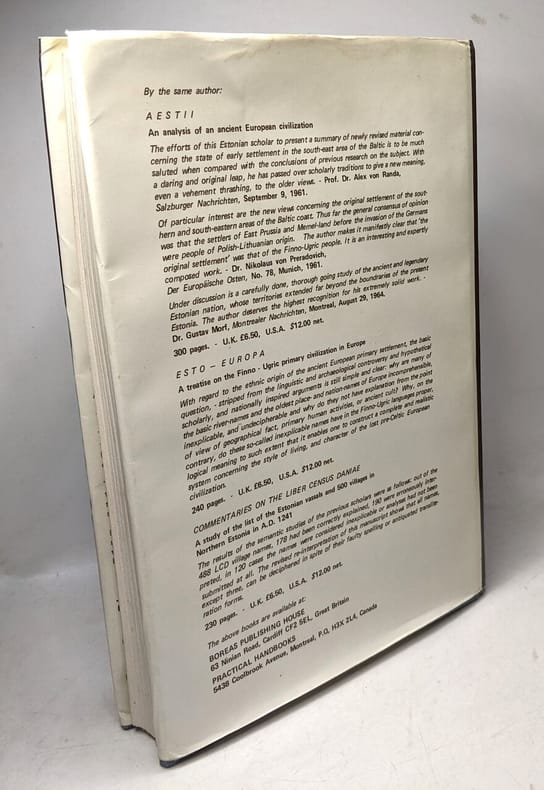 By the same author:
AESTII
An analysis of an ancient European civilization
The efforts of this Estonian scholar to present a summary of newly revised material con-
cerning the state of early settlement in the south-east area of the Baltic is to be much
saluted when compared with the conclusions of previous research on the subject. With
a daring and original leap, he has passed over scholarly traditions to give a new meaning,
even a vehement thrashing, to the older views. - Prof. Dr. Alex von Randa,
Salzburger Nachrichten, September 9, 1961.
Of particular interest are the new views concerning the original settlement of the sout-
hern and south-eastern areas of the Baltic coast. Thus far the general consensus of opinion
was that the settlers of East Prussia and Memel-land before the invasion of the Germans
were people of Polish-Lithuanian origin. The author makes it manifestly clear that 'the
original settlement' was that of the Finno-Ugric people. It is an interesting and expertly
composed work. - Dr. Nikolaus von Preradovich,
Der Europäische Osten, No. 78, Munich, 1961.
Under discussion is a carefully done, thorough going study of the ancient and legendary
Estonian nation, whose territories extended far beyond the boundaries of the present
Estonia. The author deserves the highest recognition for his extremely solid work. -
Dr. Gustav Morf, Montrealer Nachrichten, Montreal, August 29, 1964.
300 pages. - U.K. £6.50, U.S.A. $12.00 net.
ESTO - EUROPA
A treatise on the Finno - Ugric primary civilization in Europe
With regard to the ethnic origin of the ancient European primary settlement, the basic
question, - stripped from the linguistic and archaeological controversy and hypothetical
scholarly, and nationally inspired arguments is still simple and clear: why are many of
the basic river-names and the oldest place- and nation-names of Europe incomprehensible,
inexplicable, and undecipherable and why do they not have explanation from the point
of view of geographical fact, primary human activities, or ancient cult? Why, on the
contrary, do these so-called inexplicable names have in the Finno-Ugric languages proper,
logical meaning to such extent that it enables one to construct a complete and realistic
system concerning the style of living, and character of the lost pre-Celtic European
civilization.
240 pages. - U.K. £6.50, U.S.A. $12.00 net.
COMMENTARIES ON THE LIBER CENSUS DANIAE
A study of the list of the Estonian vassals and 500 villages in
Northern Estonia in A.D. 1241
The results of the semantic studies of the previous scholars were as follows: out of the
488 LCD village names, 178 had been correctly explained, 190 were erroneously inter-
preted, in 120 cases the names were considered inexplicable or analyses had not been
submitted at all. The revised re-interpretation of this manuscript shows that all names,
except three, can be deciphered in spite of their faulty spelling or antiquated translite-
ration forms.
230 pages. - U.K. £6.50, U.S.A. $12.00 net.
The above books are available at:
BOREAS PUBLISHING HOUSE
63 Ninian Road, Cardiff CF2 5EL, Great Britain
PRACTICAL HANDBOOKS
5438 Coolbrook Avenue, Montreal, P.Q. H3X 2L4, Canada